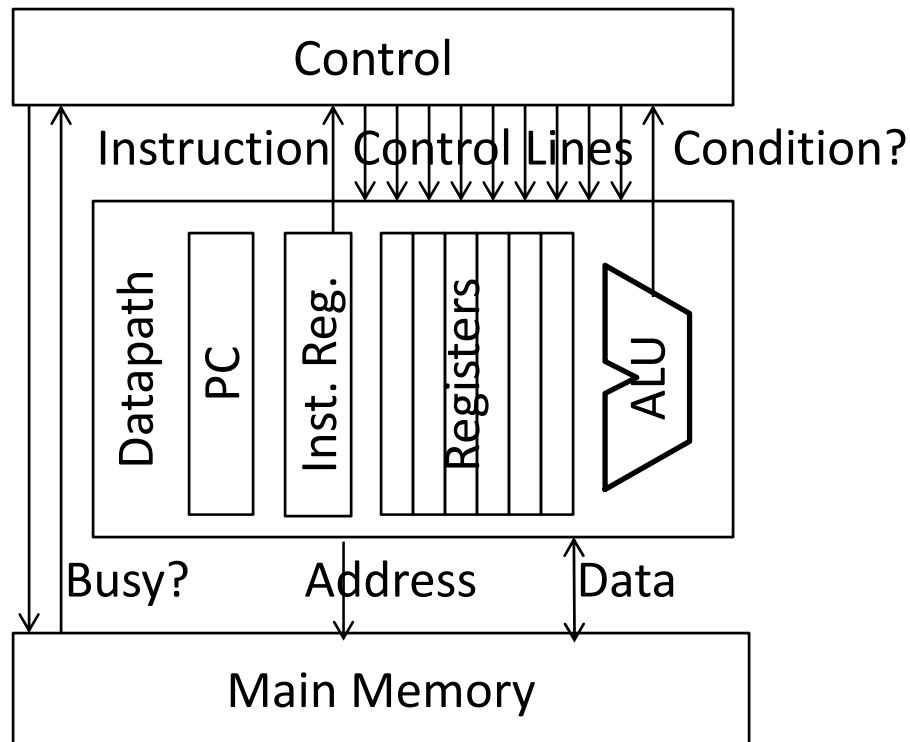 Control
Instruction Control Lines Condition?
Datapath
PC
Inst. Reg.
Registers
ALU
Busy? Address Data
Main Memory